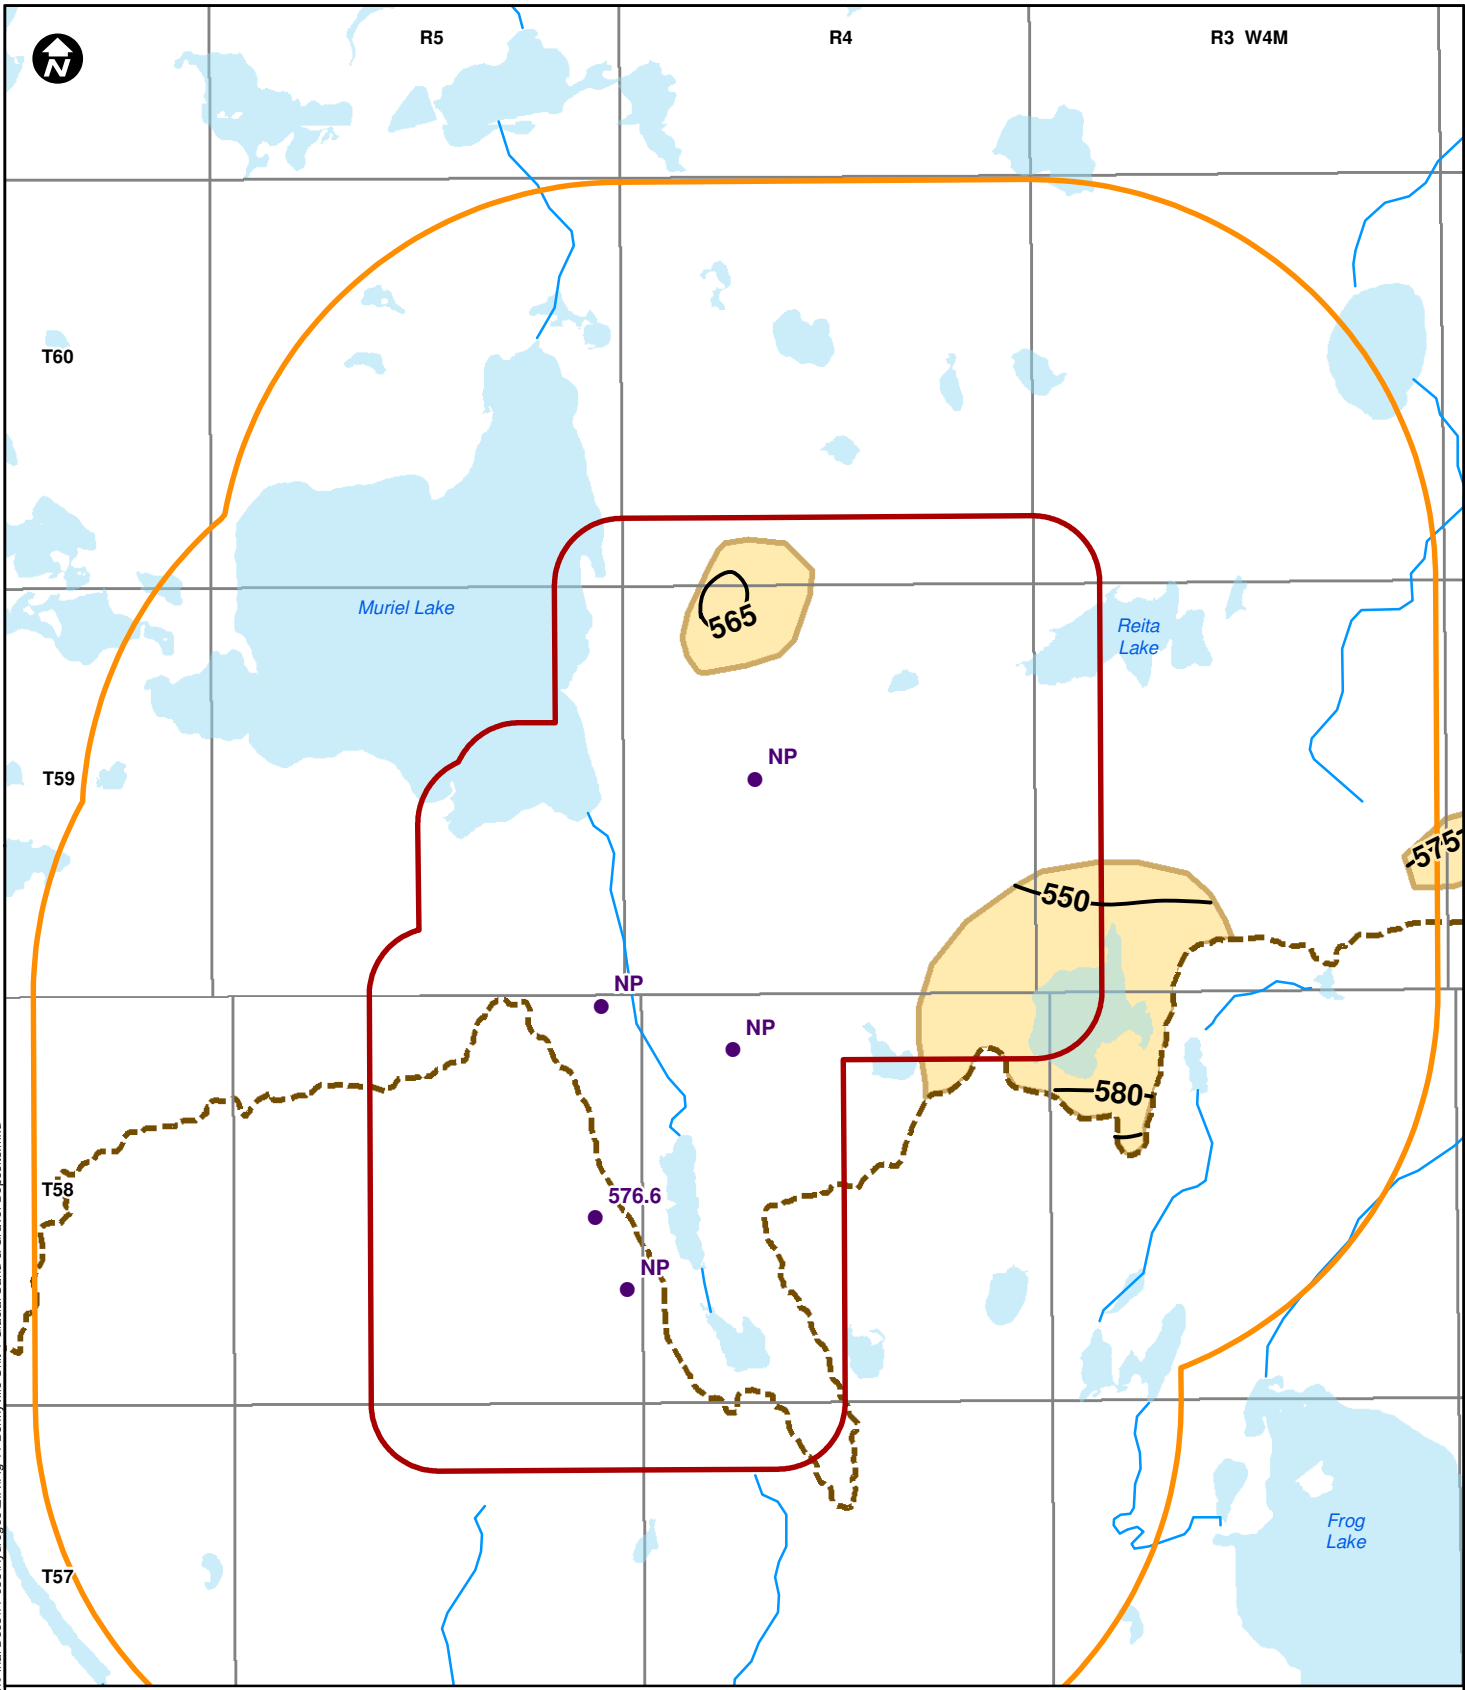 R5
R4
R3 W4M
N
T60
Muriel Lake
565
Reita
Lake
NP
T59
575
550
NP
NP
580
T58
576.6
NP
Frog
Lake
T57